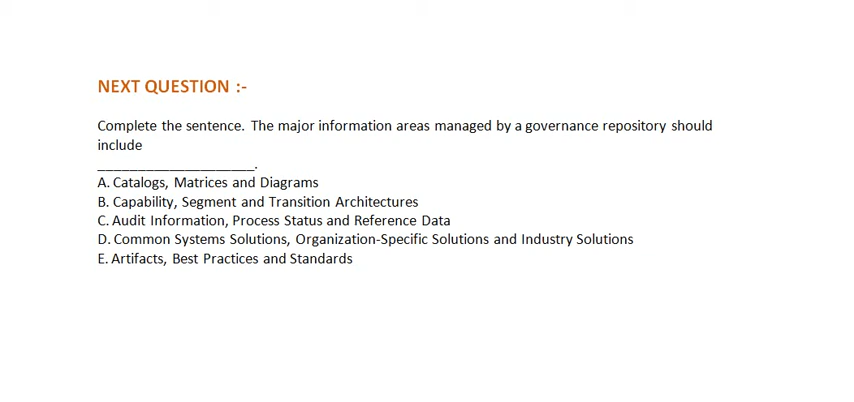 NEXT QUESTION :-
Complete the sentence. The major information areas managed by a governance repository should
include
____________________.
A. Catalogs, Matrices and Diagrams
B. Capability, Segment and Transition Architectures
C. Audit Information, Process Status and Reference Data
D. Common Systems Solutions, Organization-Specific Solutions and Industry Solutions
E. Artifacts, Best Practices and Standards